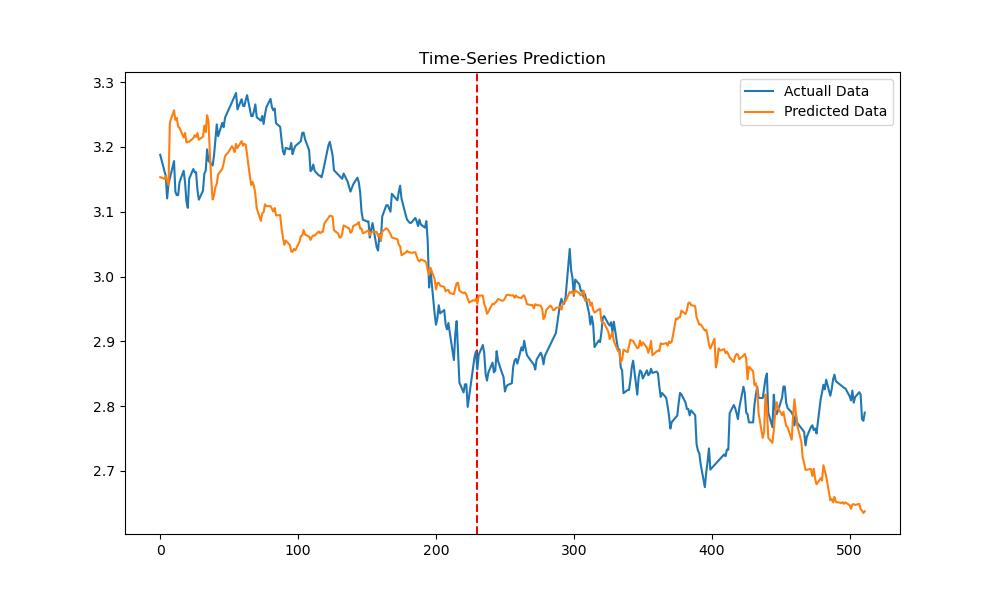 Time-Series Prediction
Actuall Data
Predicted Data
3.3
3.2
3.1
3.0
2.9
2.8
2.7
0 100 200 300 400 500